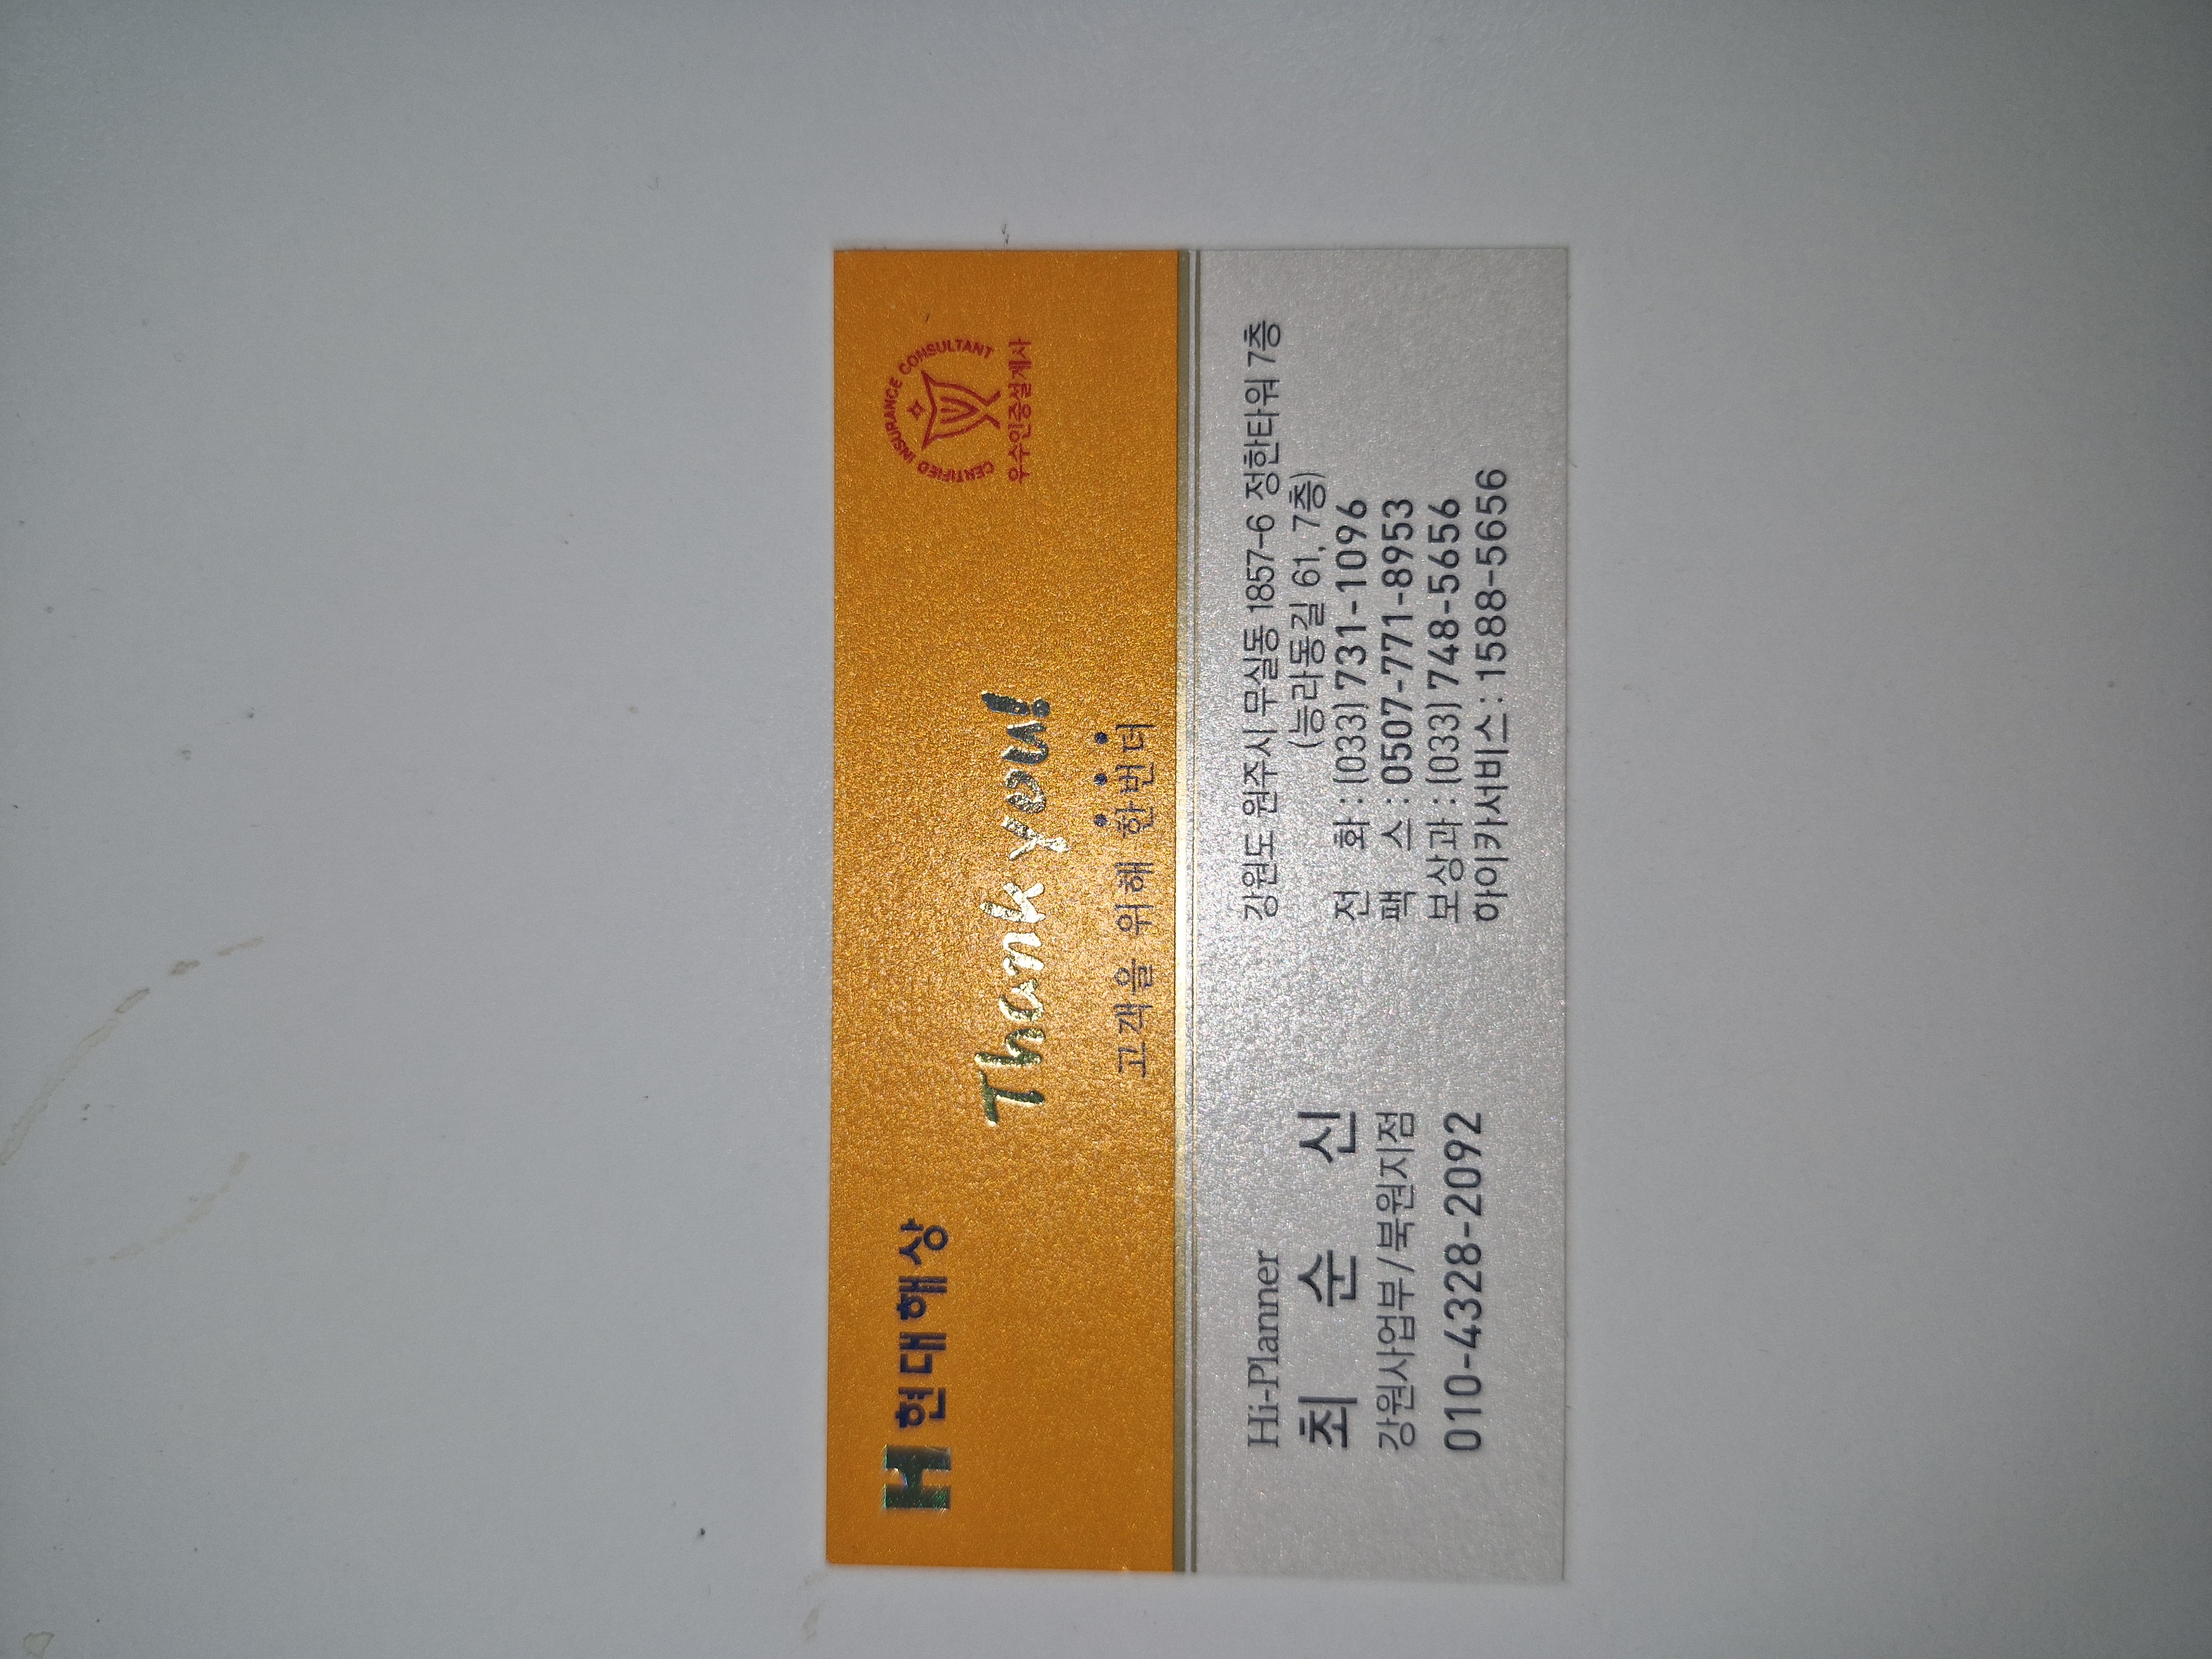 H 현대해상
CERTIFIED INSURANCE CONSULTANT
우수인증설계사
Thank you!
고객을 위해 한번더
Hi-Planner
최 순 신
강원사업부/북원지점
010-4328-2092
강원도 원주시 무실동 1857-6 정한타워 7층
(능라동길 61, 7층)
전 화 : (033) 731-1096
팩 스 : 0507-771-8953
보상과 : (033) 748-5656
하이카서비스 : 1588-5656